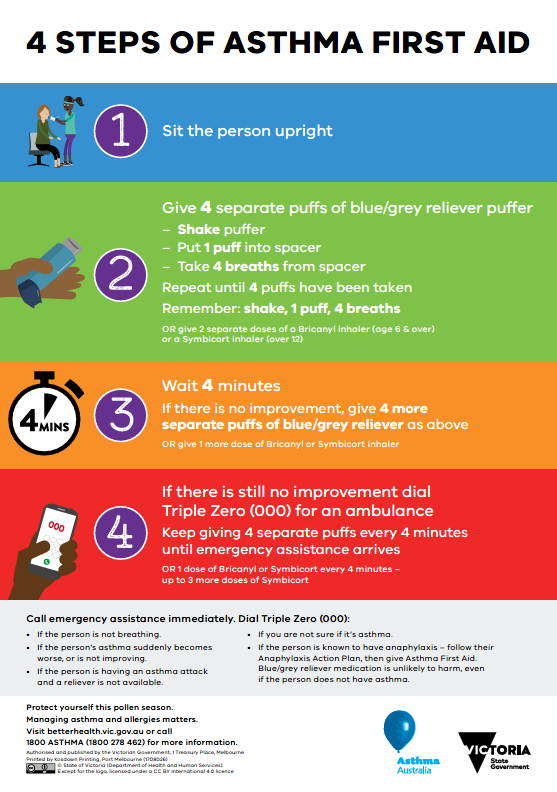 4 STEPS OF ASTHMA FIRST AID
1
Sit the person upright
2
Give 4 separate puffs of blue/grey reliever puffer
– Shake puffer
– Put 1 puff into spacer
– Take 4 breaths from spacer
Repeat until 4 puffs have been taken
Remember: shake, 1 puff, 4 breaths
OR give 2 separate doses of a Bricanyl inhaler (age 6 & over)
or a Symbicort inhaler (over 12)
4 MINS
3
Wait 4 minutes
If there is no improvement, give 4 more
separate puffs of blue/grey reliever as above
OR give 1 more dose of Bricanyl or Symbicort inhaler
000
4
If there is still no improvement dial
Triple Zero (000) for an ambulance
Keep giving 4 separate puffs every 4 minutes
until emergency assistance arrives
OR 1 dose of Bricanyl or Symbicort every 4 minutes –
up to 3 more doses of Symbicort
Call emergency assistance immediately. Dial Triple Zero (000):
• If the person is not breathing.
• If the person's asthma suddenly becomes
worse, or is not improving.
• If the person is having an asthma attack
and a reliever is not available.
• If you are not sure if it's asthma.
• If the person is known to have anaphylaxis – follow their
Anaphylaxis Action Plan, then give Asthma First Aid.
Blue/grey reliever medication is unlikely to harm, even
if the person does not have asthma.
Protect yourself this pollen season.
Managing asthma and allergies matters.
Visit betterhealth.vic.gov.au or call
1800 ASTHMA (1800 278 462) for more information.
Authorised and published by the Victorian Government, 1 Treasury Place, Melbourne
Printed by Kosdown Printing, Port Melbourne (1708026)
© State of Victoria (Department of Health and Human Services)
Except for the logo, licensed under a CC BY International 4.0 licence.
Asthma
Australia
VICTORIA
State
Government